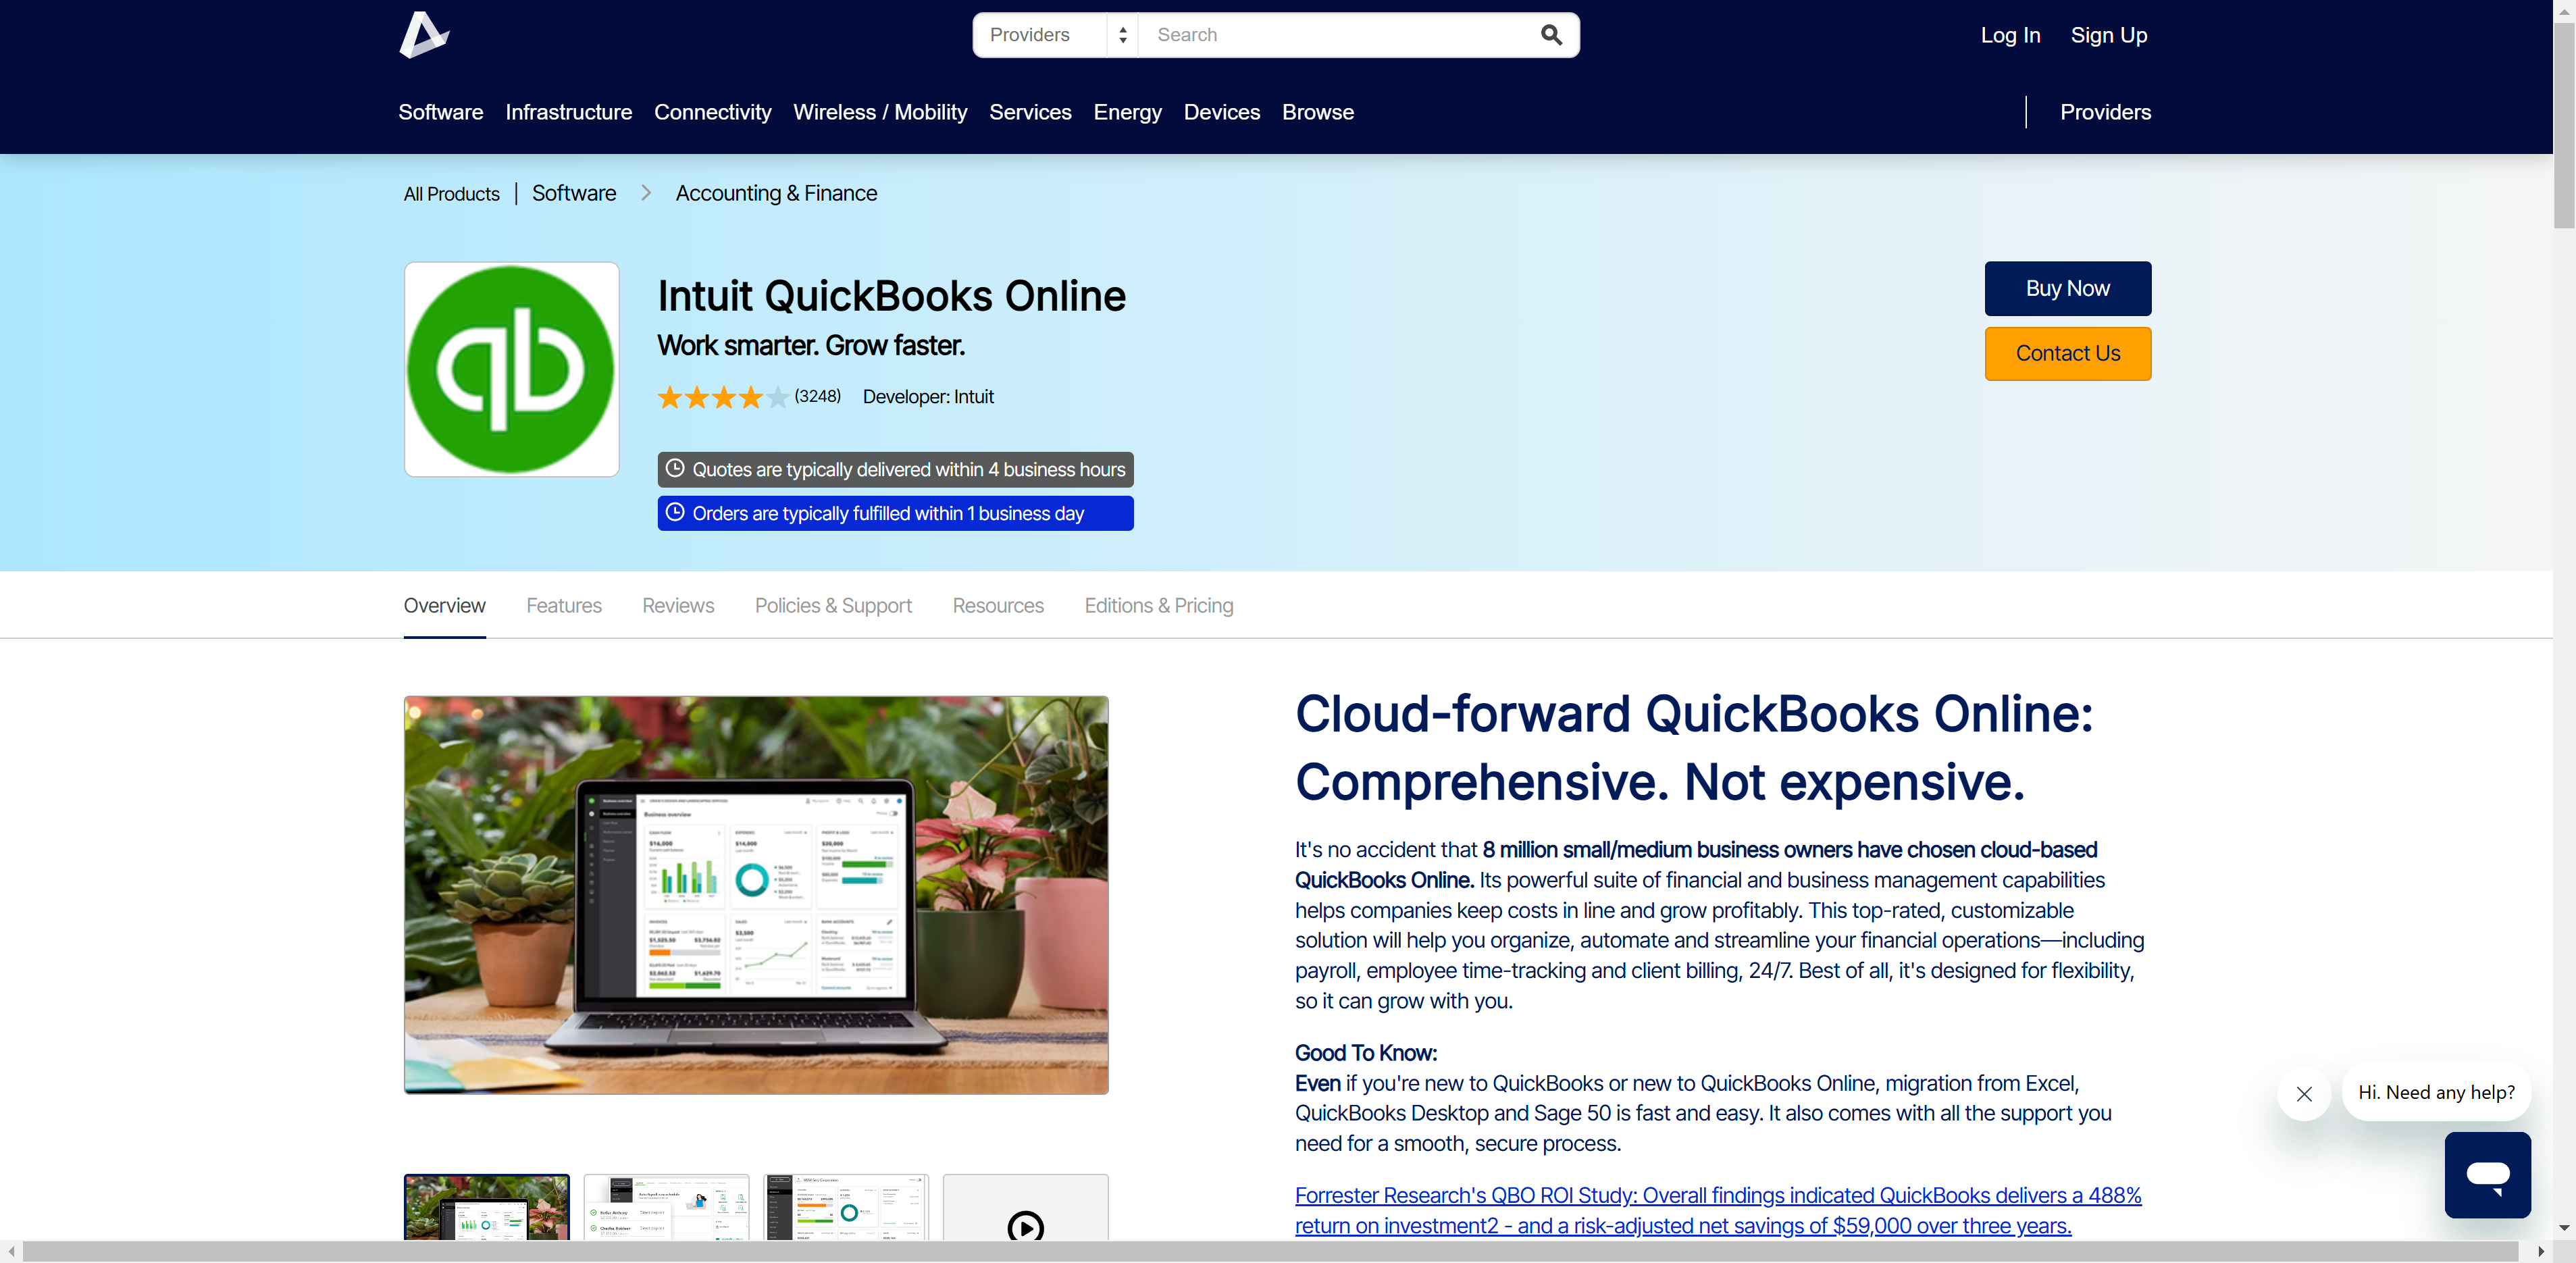 Providers
Search
Log In
Sign Up
Software
Infrastructure
Connectivity
Wireless / Mobility
Services
Energy
Devices
Browse
Providers
All Products
Software
Accounting & Finance
qb
Intuit QuickBooks Online
Work smarter. Grow faster.
(3248)
Developer: Intuit
Quotes are typically delivered within 4 business hours
Orders are typically fulfilled within 1 business day
Buy Now
Contact Us
Overview
Features
Reviews
Policies & Support
Resources
Editions & Pricing
Business overview
$16,000
$14,000
$3,500
Cloud-forward QuickBooks Online:
Comprehensive. Not expensive.
It's no accident that 8 million small/medium business owners have chosen cloud-based
QuickBooks Online. Its powerful suite of financial and business management capabilities
helps companies keep costs in line and grow profitably. This top-rated, customizable
solution will help you organize, automate and streamline your financial operations—including
payroll, employee time-tracking and client billing, 24/7. Best of all, it's designed for flexibility,
so it can grow with you.
Good To Know:
Even if you're new to QuickBooks or new to QuickBooks Online, migration from Excel,
QuickBooks Desktop and Sage 50 is fast and easy. It also comes with all the support you
need for a smooth, secure process.
Forrester Research's QBO ROI Study: Overall findings indicated QuickBooks delivers a 488%
return on investment2 - and a risk-adjusted net savings of $59,000 over three years.
Hi. Need any help?